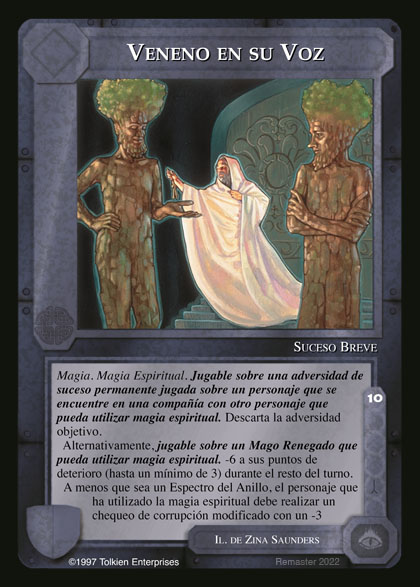 VENENO EN SU VOZ
SUCESO BREVE
Magia. Magia Espiritual. Jugable sobre una adversidad de
suceso permanente jugada sobre un personaje que se
encuentre en una compañía con otro personaje que
pueda utilizar magia espiritual. Descarta la adversidad
objetivo.
Alternativamente, jugable sobre un Mago Renegado que
pueda utilizar magia espiritual. -6 a sus puntos de
deterioro (hasta un mínimo de 3) durante el resto del turno.
A menos que sea un Espectro del Anillo, el personaje que
ha utilizado la magia espiritual debe realizar un
chequeo de corrupción modificado con un -3
10
IL. DE ZINA SAUNDERS
©1997 Tolkien Enterprises
Remaster 2022